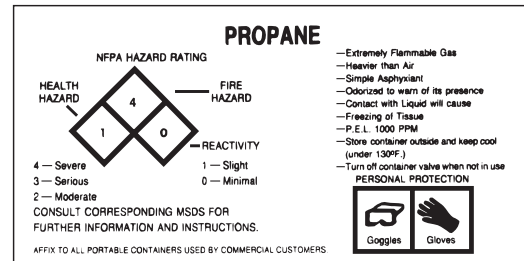 PROPANE
NFPA HAZARD RATING
HEALTH
HAZARD
FIRE
HAZARD
4
1
0
REACTIVITY
4 — Severe
3 — Serious
2 — Moderate
1 — Slight
0 — Minimal
CONSULT CORRESPONDING MSDS FOR
FURTHER INFORMATION AND INSTRUCTIONS.
AFFIX TO ALL PORTABLE CONTAINERS USED BY COMMERCIAL CUSTOMERS.
—Extremely Flammable Gas
—Heavier than Air
—Simple Asphyxiant
—Odorized to warn of its presence
—Contact with Liquid will cause
—Freezing of Tissue
—P.E.L. 1000 PPM
—Store container outside and keep cool
(under 130ºF.)
—Turn off container valve when not in use
PERSONAL PROTECTION
Goggles
Gloves